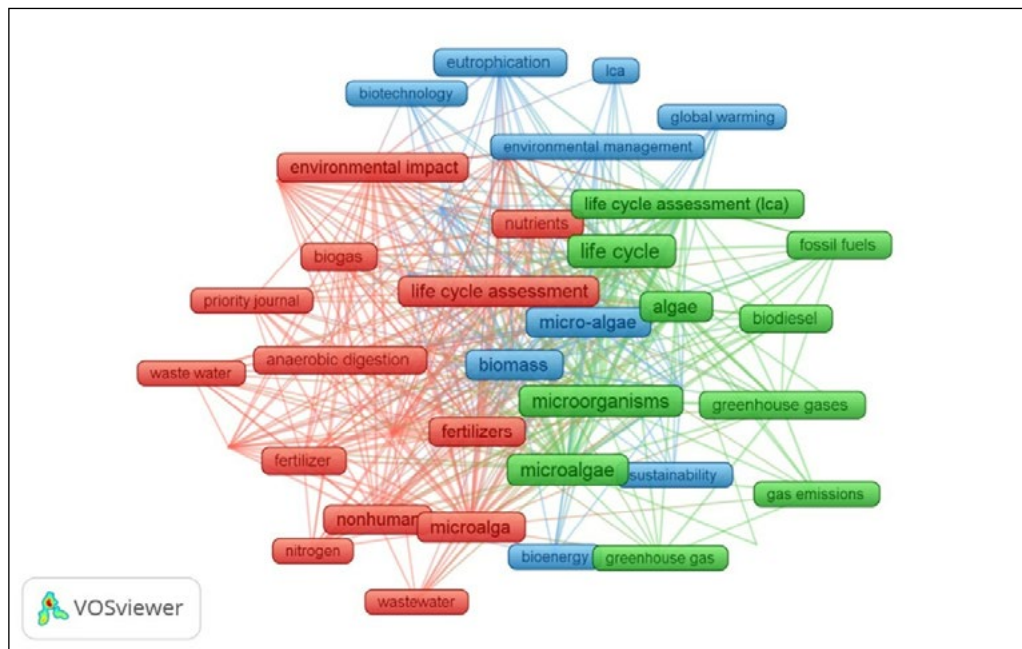 eutrophication
lca
biotechnology
global warming
environmental management
environmental impact
life cycle assessment (lca)
nutrients
life cycle
fossil fuels
biogas
life cycle assessment
priority journal
algae
micro-algae
biodiesel
anaerobic digestion
biomass
waste water
microorganisms
greenhouse gases
fertilizers
fertilizer
microalgae
sustainability
gas emissions
nonhuman
microalga
nitrogen
bioenergy
greenhouse gas
wastewater
VOSviewer